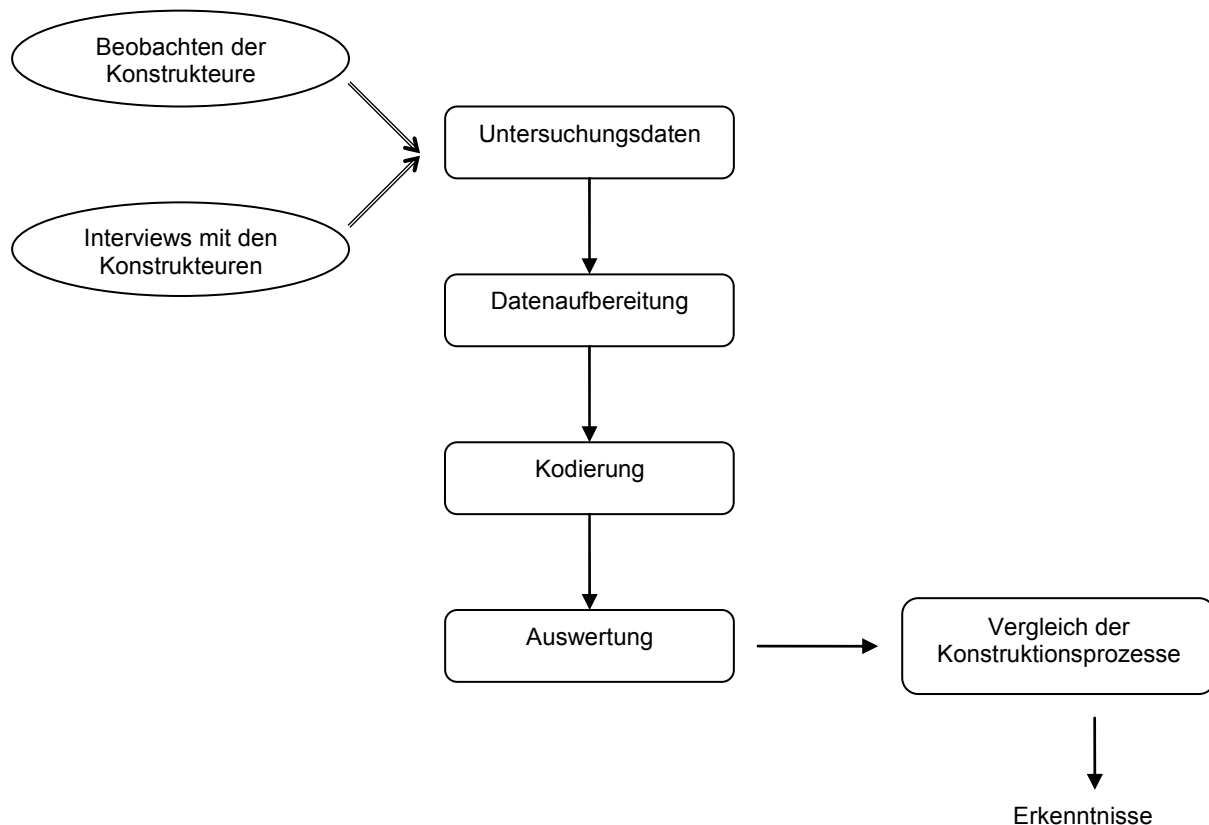 Beobachten der
Konstrukteure
Untersuchungsdaten
Interviews mit den
Konstrukteuren
Datenaufbereitung
Kodierung
Auswertung
Vergleich der
Konstruktionsprozesse
Erkenntnisse